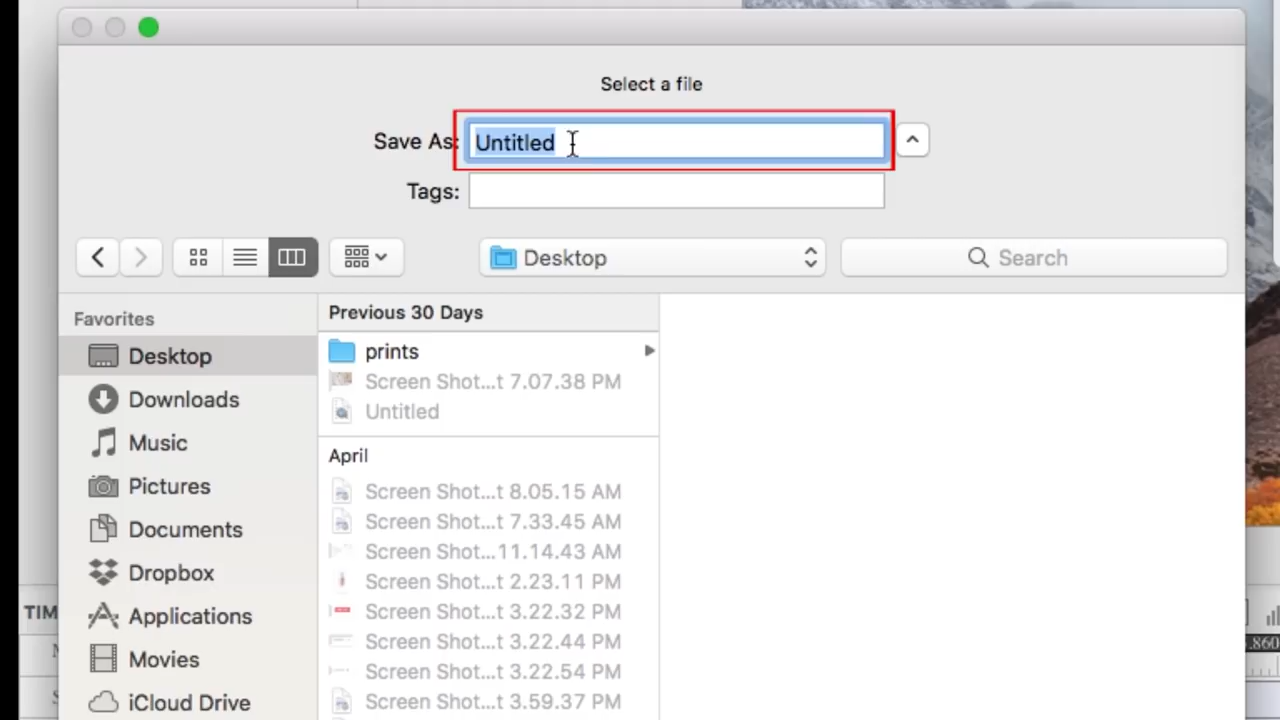 Select a file
Save As:
Untitled
Tags:
Desktop
Search
Favorites
Desktop
Downloads
Music
Pictures
Documents
Dropbox
Applications
Movies
iCloud Drive
Previous 30 Days
prints
Screen Shot...t 7.07.38 PM
Untitled
April
Screen Shot...t 8.05.15 AM
Screen Shot...t 7.33.45 AM
Screen Shot...11.14.43 AM
Screen Shot...t 2.23.11 PM
Screen Shot...t 3.22.32 PM
Screen Shot...t 3.22.44 PM
Screen Shot...t 3.22.54 PM
Screen Shot...t 3.59.37 PM
TIM
.860